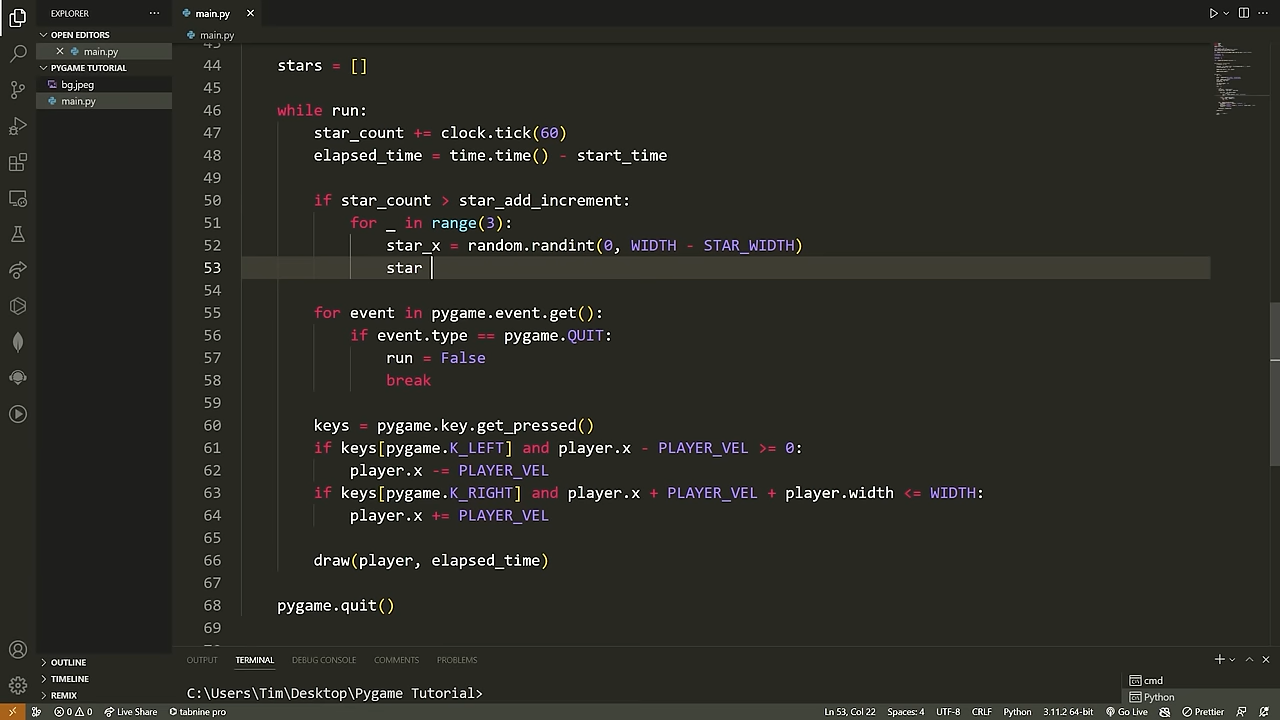 EXPLORER ···
main.py
OPEN EDITORS
main.py
main.py
PYGAME TUTORIAL
bg.jpeg
main.py
44 stars = []
45
46 while run:
47 star_count += clock.tick(60)
48 elapsed_time = time.time() - start_time
49
50 if star_count > star_add_increment:
51 for _ in range(3):
52 star_x = random.randint(0, WIDTH - STAR_WIDTH)
53 star
54
55 for event in pygame.event.get():
56 if event.type == pygame.QUIT:
57 run = False
58 break
59
60 keys = pygame.key.get_pressed()
61 if keys[pygame.K_LEFT] and player.x - PLAYER_VEL >= 0:
62 player.x -= PLAYER_VEL
63 if keys[pygame.K_RIGHT] and player.x + PLAYER_VEL + player.width <= WIDTH:
64 player.x += PLAYER_VEL
65
66 draw(player, elapsed_time)
67
68 pygame.quit()
69
OUTPUT TERMINAL DEBUG CONSOLE COMMENTS PROBLEMS
C:\Users\Tim\Desktop\Pygame Tutorial>
cmd
Python
OUTLINE
TIMELINE
REMIX
0 0 Live Share tabnine pro Ln 53, Col 22 Spaces: 4 UTF-8 CRLF Python 3.11.2 64-bit Go Live Prettier